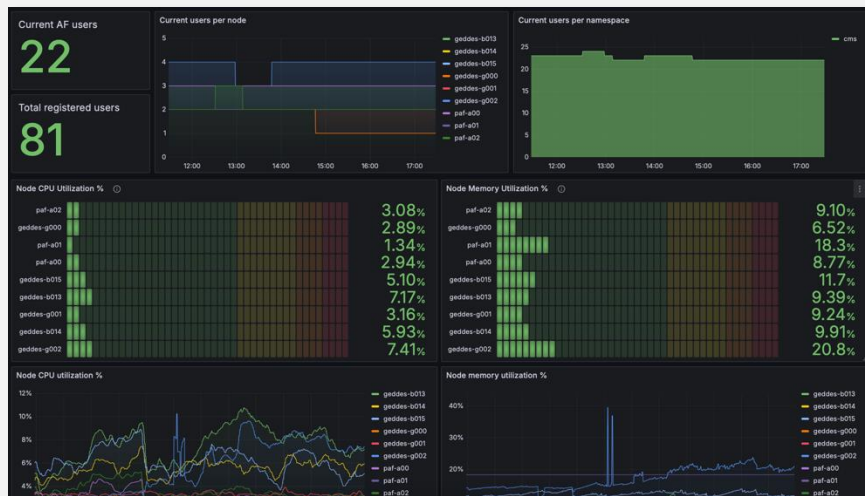 Current AF users
22
Total registered users
81
Current users per node
5
4
3
2
1
0
12:00 13:00 14:00 15:00 16:00 17:00
geddes-b013
geddes-b014
geddes-b015
geddes-g000
geddes-g001
geddes-g002
paf-a00
paf-a01
paf-a02
Current users per namespace
25
20
15
10
5
0
12:00 13:00 14:00 15:00 16:00 17:00
cms
Node CPU Utilization %
paf-a02 3.08%
geddes-g000 2.89%
paf-a01 1.34%
paf-a00 2.94%
geddes-b015 5.10%
geddes-b013 7.17%
geddes-g001 3.16%
geddes-b014 5.93%
geddes-g002 7.41%
Node Memory Utilization %
paf-a02 9.10%
geddes-g000 6.52%
paf-a01 18.3%
paf-a00 8.77%
geddes-b015 11.7%
geddes-b013 9.39%
geddes-g001 9.24%
geddes-b014 9.91%
geddes-g002 20.8%
Node CPU utilization %
12%
10%
8%
6%
4%
geddes-b013
geddes-b014
geddes-b015
geddes-g000
geddes-g001
geddes-g002
paf-a00
paf-a01
paf-a02
Node memory utilization %
40%
30%
20%
geddes-b013
geddes-b014
geddes-b015
geddes-g000
geddes-g001
geddes-g002
paf-a00
paf-a01
paf-a02